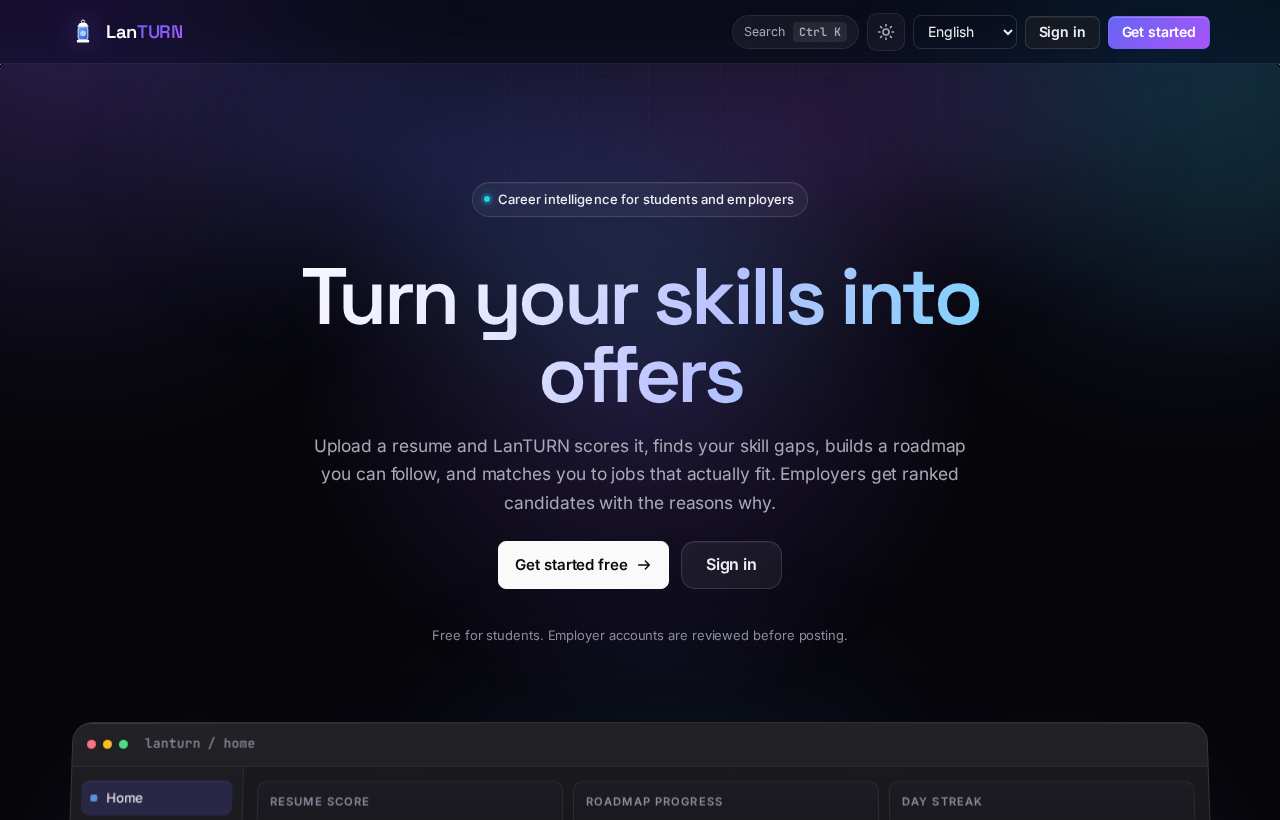 LanTURN
Search Ctrl K
English
Sign in
Get started
Career intelligence for students and employers
Turn your skills into
offers
Upload a resume and LanTURN scores it, finds your skill gaps, builds a roadmap
you can follow, and matches you to jobs that actually fit. Employers get ranked
candidates with the reasons why.
Get started free →
Sign in
Free for students. Employer accounts are reviewed before posting.
lanturn / home
Home
RESUME SCORE
ROADMAP PROGRESS
DAY STREAK